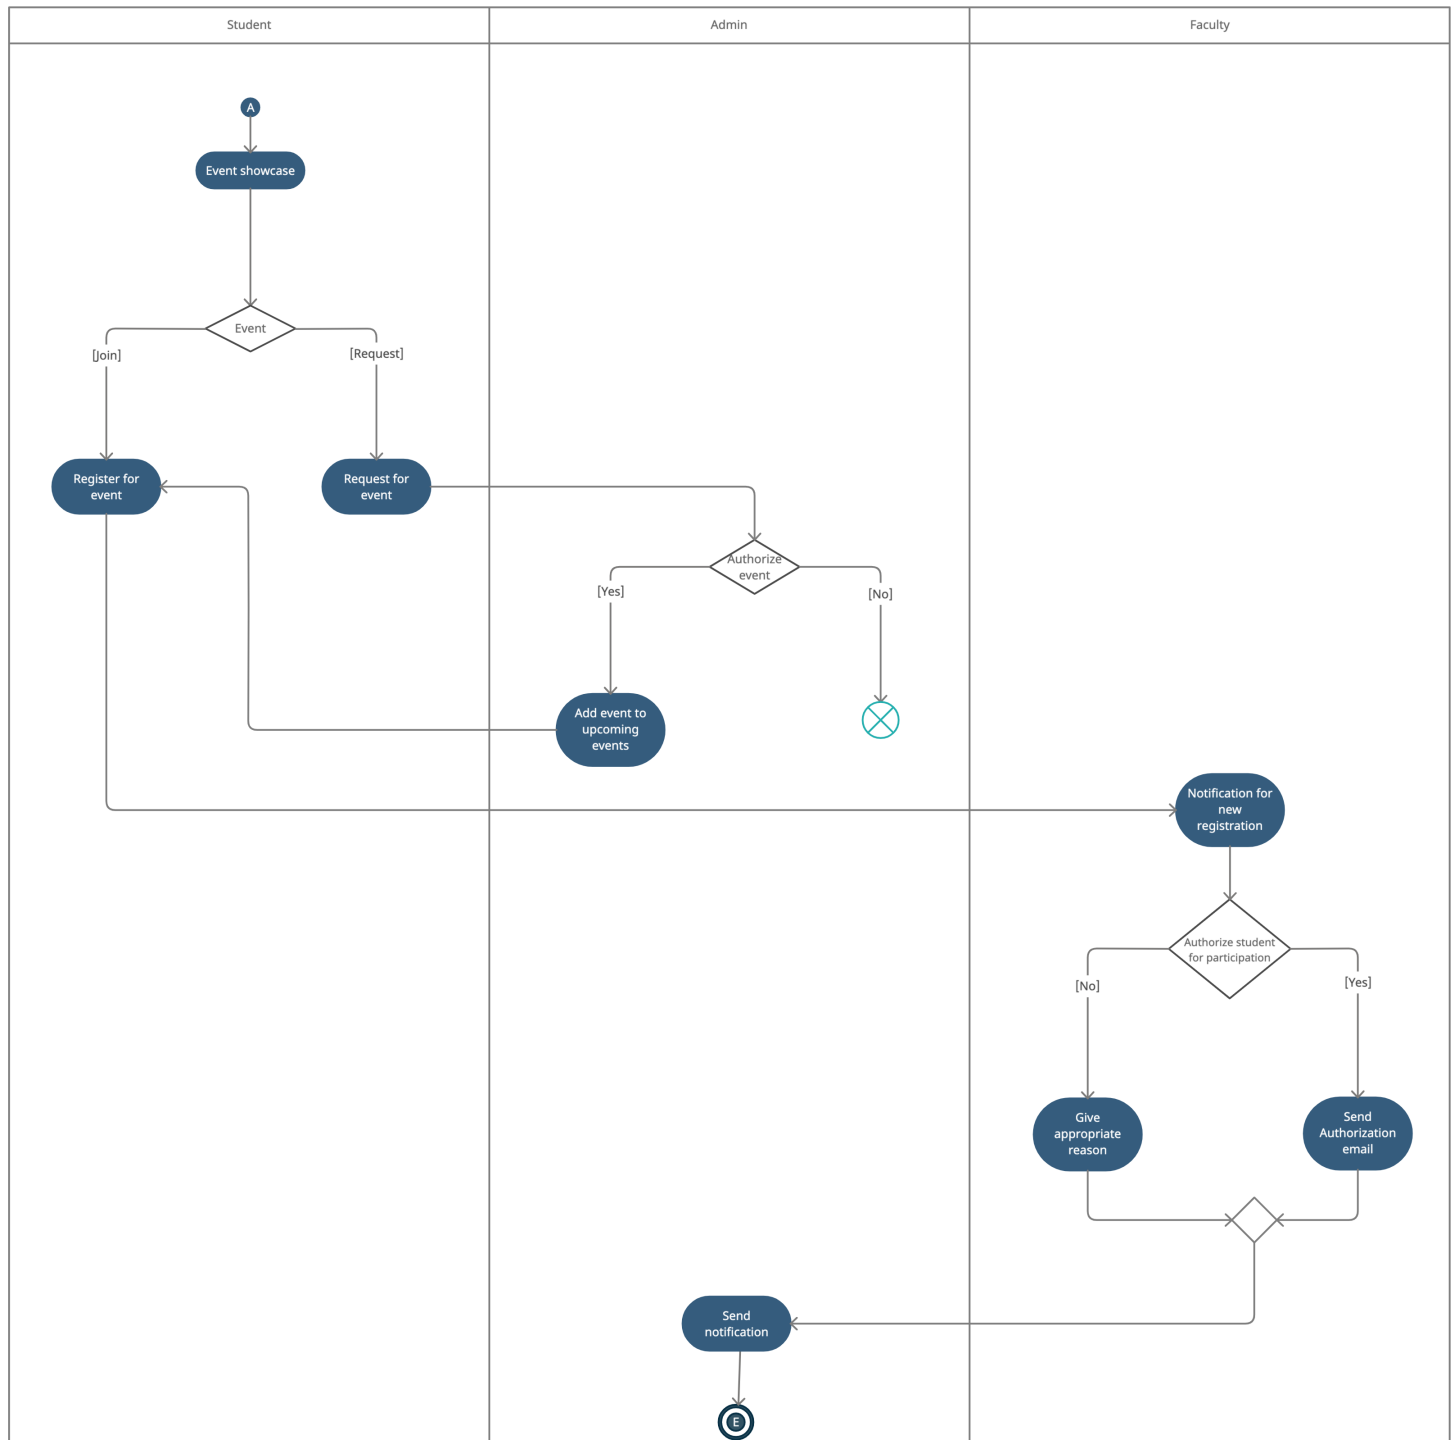 Student
Admin
Faculty
A
Event showcase
Event
[Join]
[Request]
Register for
event
Request for
event
Authorize
event
[Yes]
[No]
Add event to
upcoming
events
Notification for
new
registration
Authorize student
for participation
[No]
[Yes]
Give
appropriate
reason
Send
Authorization
email
Send
notification
E